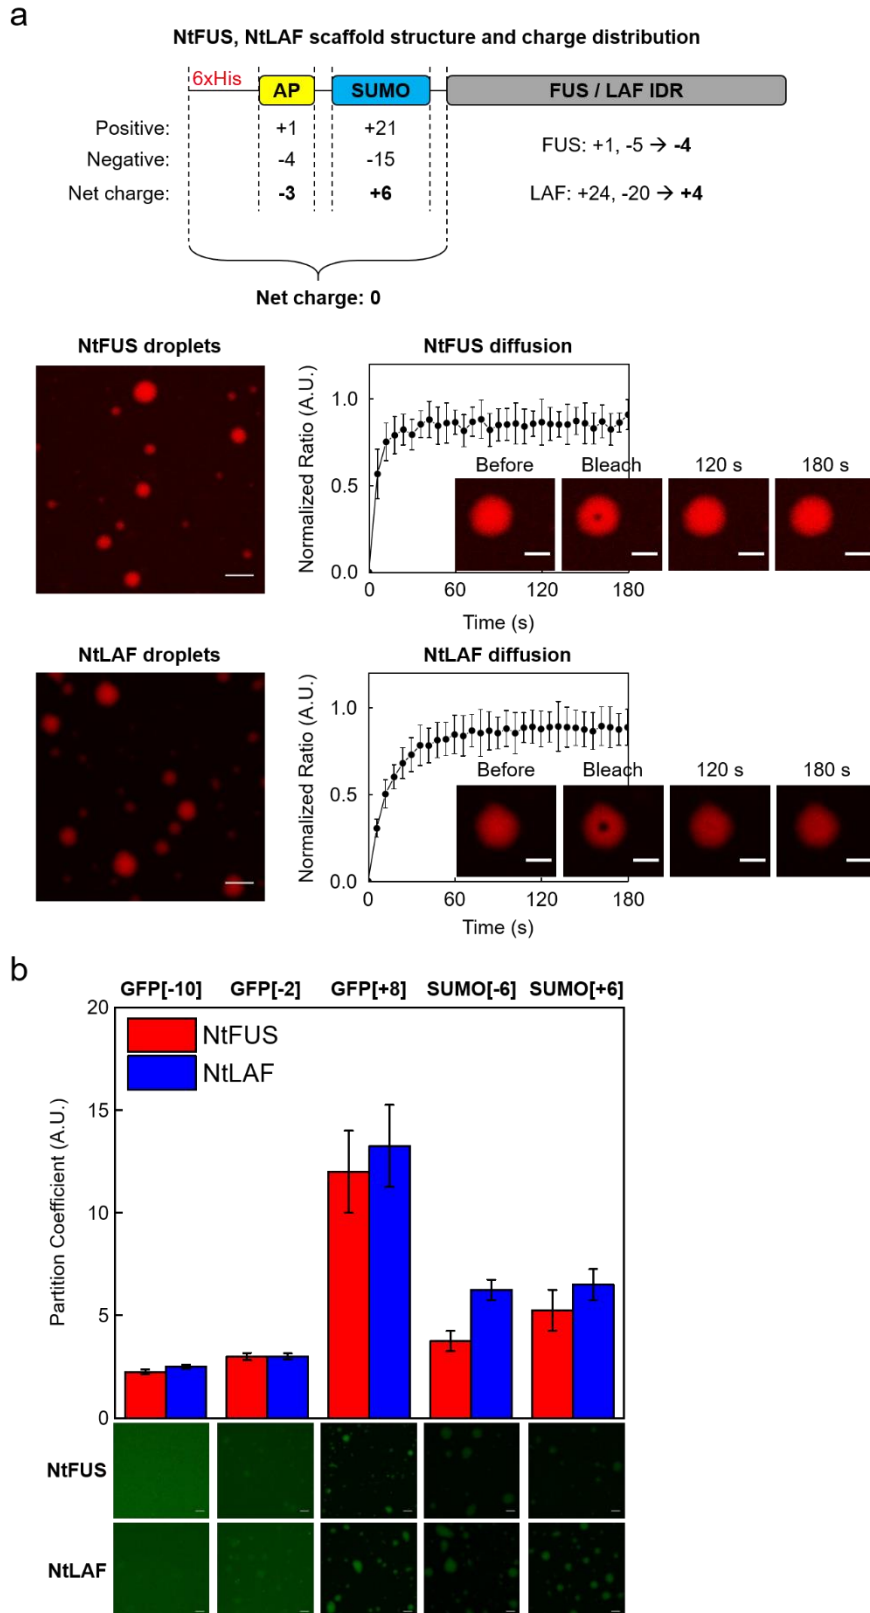 a
NtFUS, NtLAF scaffold structure and charge distribution
6xHis AP SUMO FUS / LAF IDR
Positive: +1 +21
FUS: +1, -5 → -4
Negative: -4 -15
Net charge: -3 +6 LAF: +24, -20 → +4
Net charge: 0
NtFUS droplets NtFUS diffusion
Normalized Ratio (A.U.)
1.0
0.5
0.0
Before Bleach 120 s 180 s
0 60 120 180
Time (s)
NtLAF droplets NtLAF diffusion
Normalized Ratio (A.U.)
1.0
0.5
0.0
Before Bleach 120 s 180 s
0 60 120 180
Time (s)
b
GFP[-10] GFP[-2] GFP[+8] SUMO[-6] SUMO[+6]
Partition Coefficient (A.U.)
20
15
10
5
0
NtFUS
NtLAF
NtFUS
NtLAF